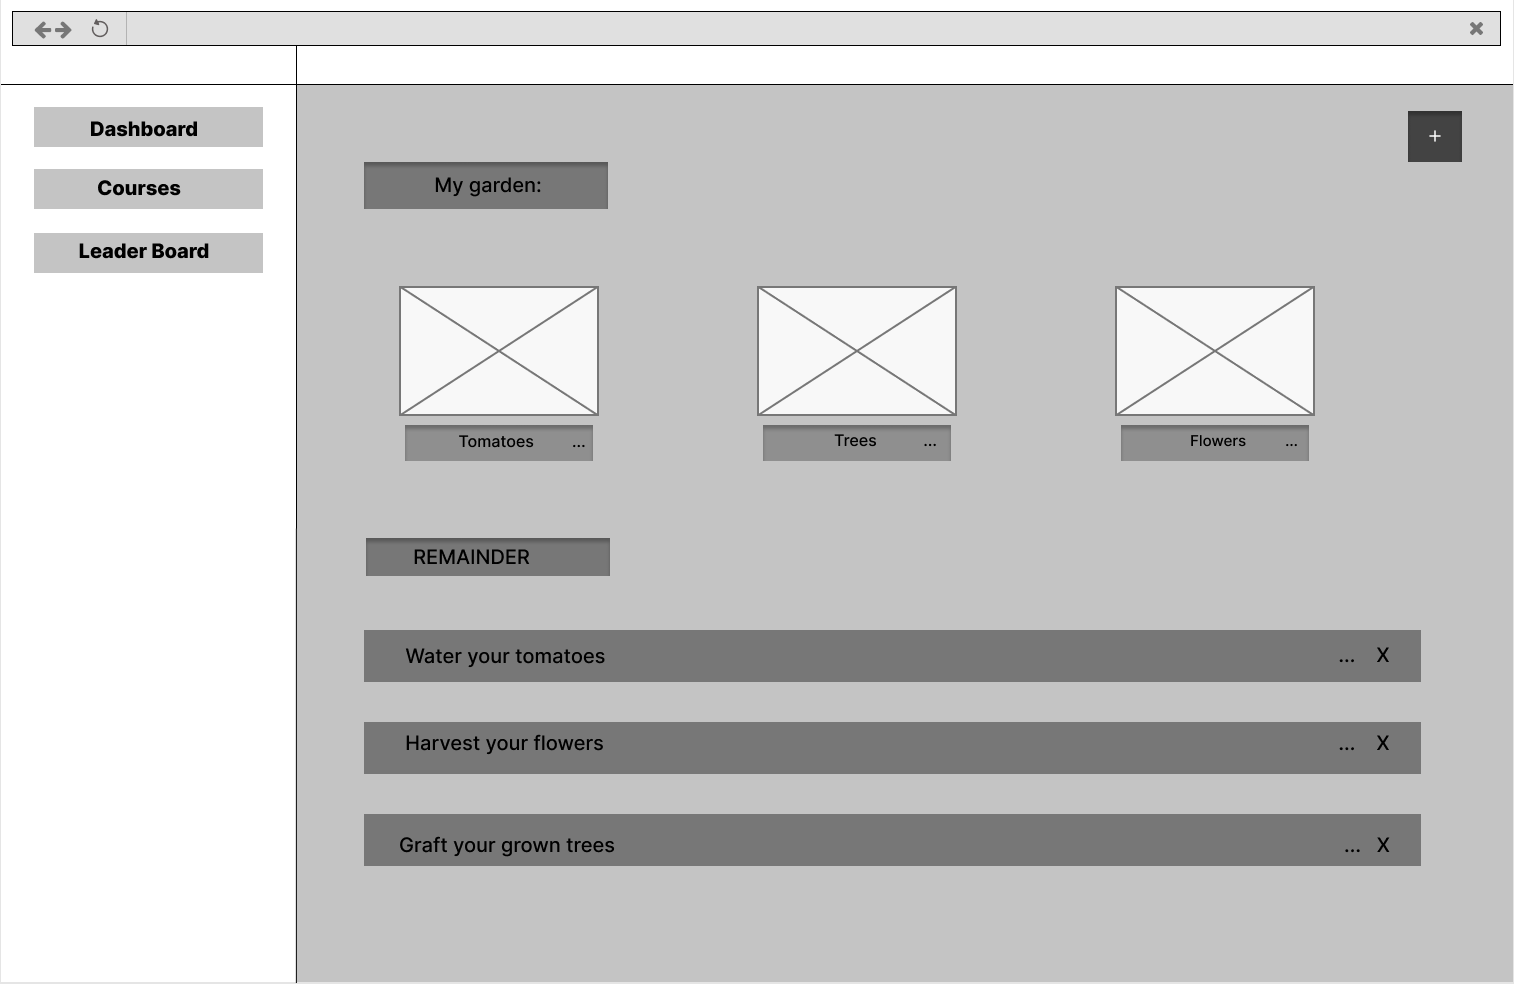 Dashboard
Courses
Leader Board
+
My garden:
Tomatoes ...
Trees ...
Flowers ...
REMAINDER
Water your tomatoes ... X
Harvest your flowers ... X
Graft your grown trees ... X